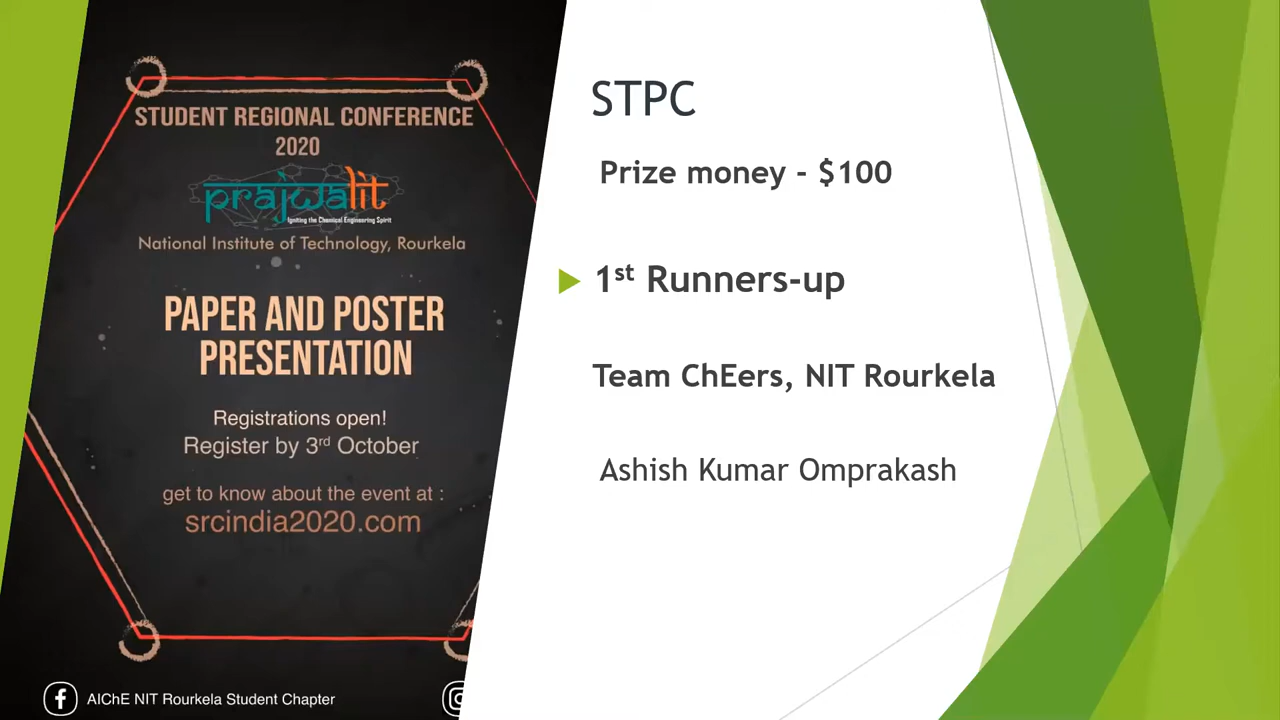 STUDENT REGIONAL CONFERENCE
2020
prajwalit
Igniting the Chemical Engineering Spirit
National Institute of Technology, Rourkela
PAPER AND POSTER
PRESENTATION
Registrations open!
Register by 3rd October
get to know about the event at :
srcindia2020.com
AIChE NIT Rourkela Student Chapter
STPC
Prize money - $100
1st Runners-up
Team ChEers, NIT Rourkela
Ashish Kumar Omprakash